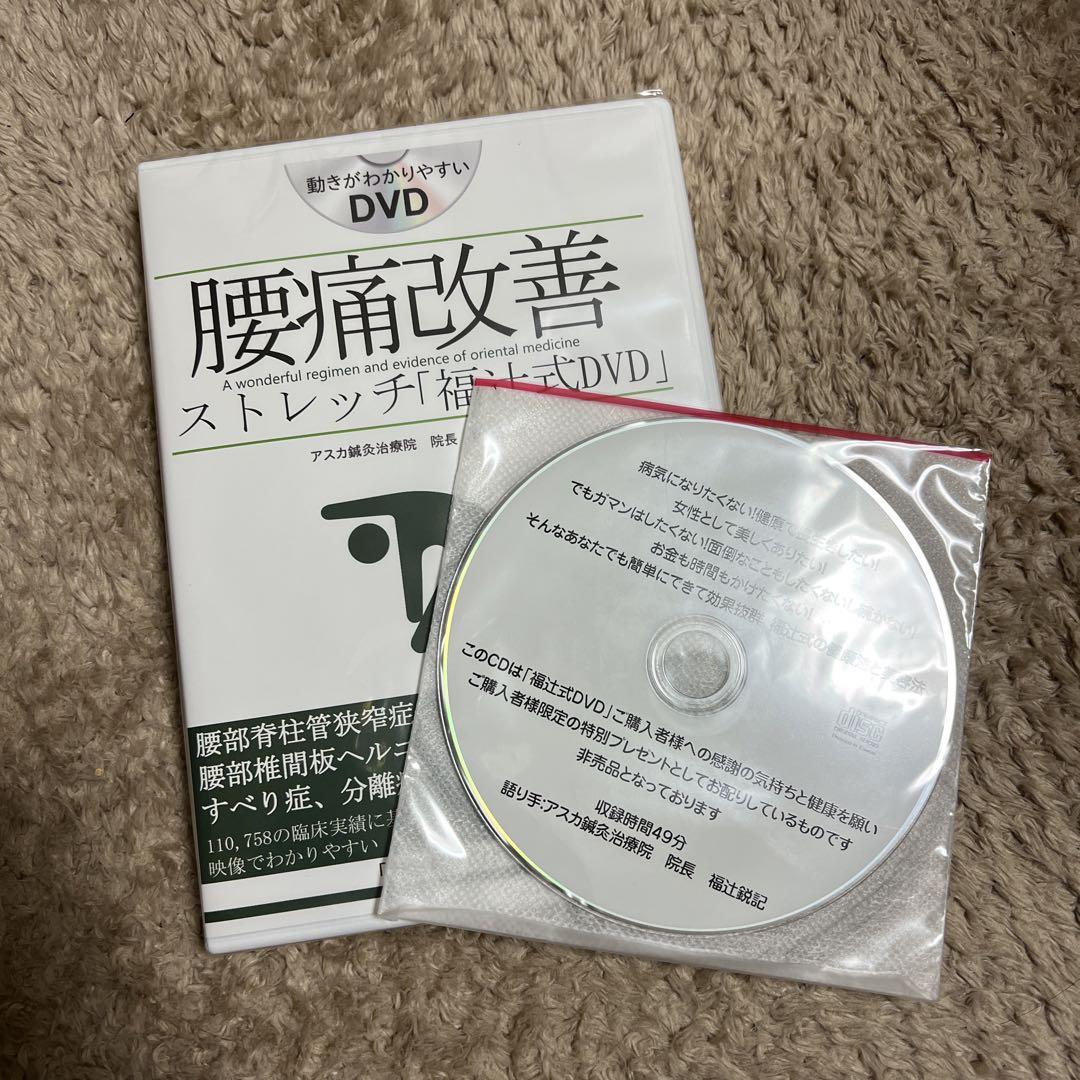 動きがわかりやすい
DVD
腰痛改善
A wonderful regimen and evidence of oriental medicine
ストレッチ「福辻式DVD」
アスカ鍼灸治療院 院長
腰部脊柱管狭窄症
腰部椎間板ヘルニ
すべり症、分離
110,758の臨床実績に
映像でわかりやすい
病気になりたくない!健康で
女性として美しくありたい!
でもガマンはしたくない!面倒なこともしたくない!
お金も時間もかけたくない!
そんなあなたでも簡単にできて効果抜群 福辻式の健康法と
disc
このCDは「福辻式DVD」ご購入者様への感謝の気持ちと健康を願い
ご購入者様限定の特別プレゼントとしてお配りしているものです
非売品となっております
収録時間49分
語り手:アスカ鍼灸治療院 院長 福辻鋭記